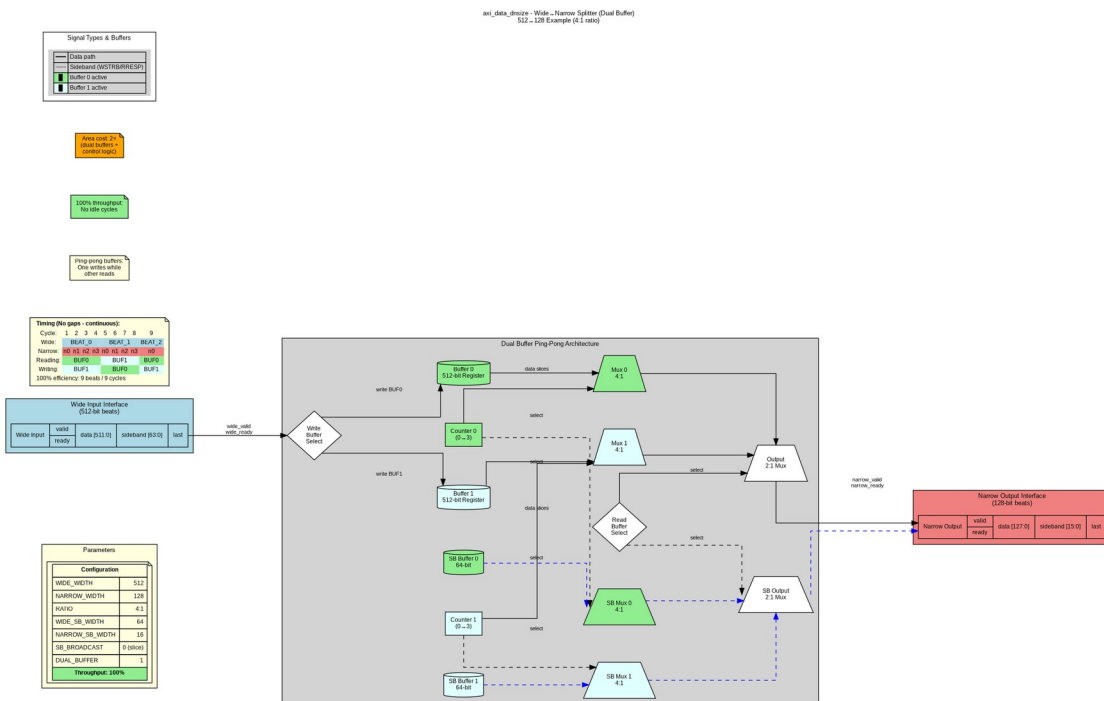 axi_data_dnsize - Wide→Narrow Splitter (Dual Buffer)
512→128 Example (4:1 ratio)
Signal Types & Buffers
Data path
Sideband (WSTRB/RRESP)
Buffer 0 active
Buffer 1 active
Area cost: 2×
(dual buffers +
control logic)
100% throughput:
No idle cycles
Ping-pong buffers:
One writes while
other reads
Timing (No gaps - continuous):
Cycle: 1 2 3 4 5 6 7 8 9
Wide: BEAT_0 BEAT_1 BEAT_2
Narrow: n0 n1 n2 n3 n0 n1 n2 n3 n0
Reading: BUF0 BUF1 BUF0
Writing: BUF1 BUF0 BUF1
100% efficiency: 9 beats / 9 cycles
Wide Input Interface
(512-bit beats)
Wide Input valid ready data [511:0] sideband [63:0] last
wide_valid
wide_ready
Parameters
Configuration
WIDE_WIDTH 512
NARROW_WIDTH 128
RATIO 4:1
WIDE_SB_WIDTH 64
NARROW_SB_WIDTH 16
SB_BROADCAST 0 (slice)
DUAL_BUFFER 1
Throughput: 100%
Dual Buffer Ping-Pong Architecture
Write
Buffer
Select
write BUF0
write BUF1
Buffer 0
512-bit Register
Counter 0
(0→3)
Buffer 1
512-bit Register
SB Buffer 0
64-bit
Counter 1
(0→3)
SB Buffer 1
64-bit
data slices
select
select
data slices
select
select
Mux 0
4:1
Mux 1
4:1
Read
Buffer
Select
SB Mux 0
4:1
SB Mux 1
4:1
select
select
Output
2:1 Mux
SB Output
2:1 Mux
narrow_valid
narrow_ready
Narrow Output Interface
(128-bit beats)
Narrow Output valid ready data [127:0] sideband [15:0] last